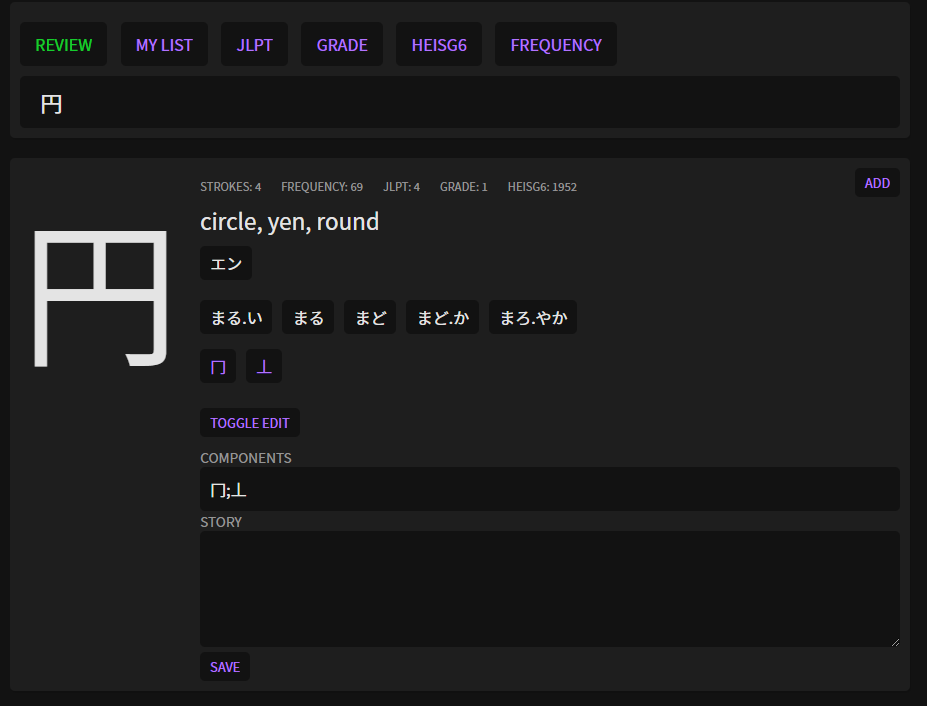 REVIEW MY LIST JLPT GRADE HEISG6 FREQUENCY
円
STROKES: 4 FREQUENCY: 69 JLPT: 4 GRADE: 1 HEISG6: 1952
ADD
円
circle, yen, round
エン
まる.い まる まど まど.か まろ.やか
冂 丄
TOGGLE EDIT
COMPONENTS
冂;丄
STORY
SAVE